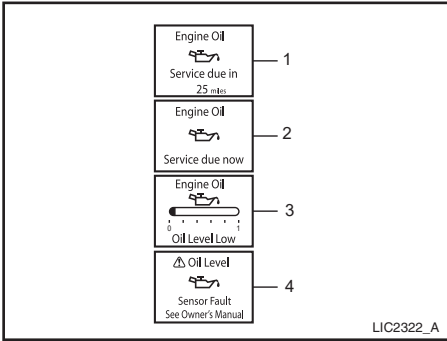 Engine Oil
Service due in
25 miles
1
Engine Oil
Service due now
2
Engine Oil
0 1
Oil Level Low
3
⚠ Oil Level
Sensor Fault
See Owner's Manual
4
LIC2322_A